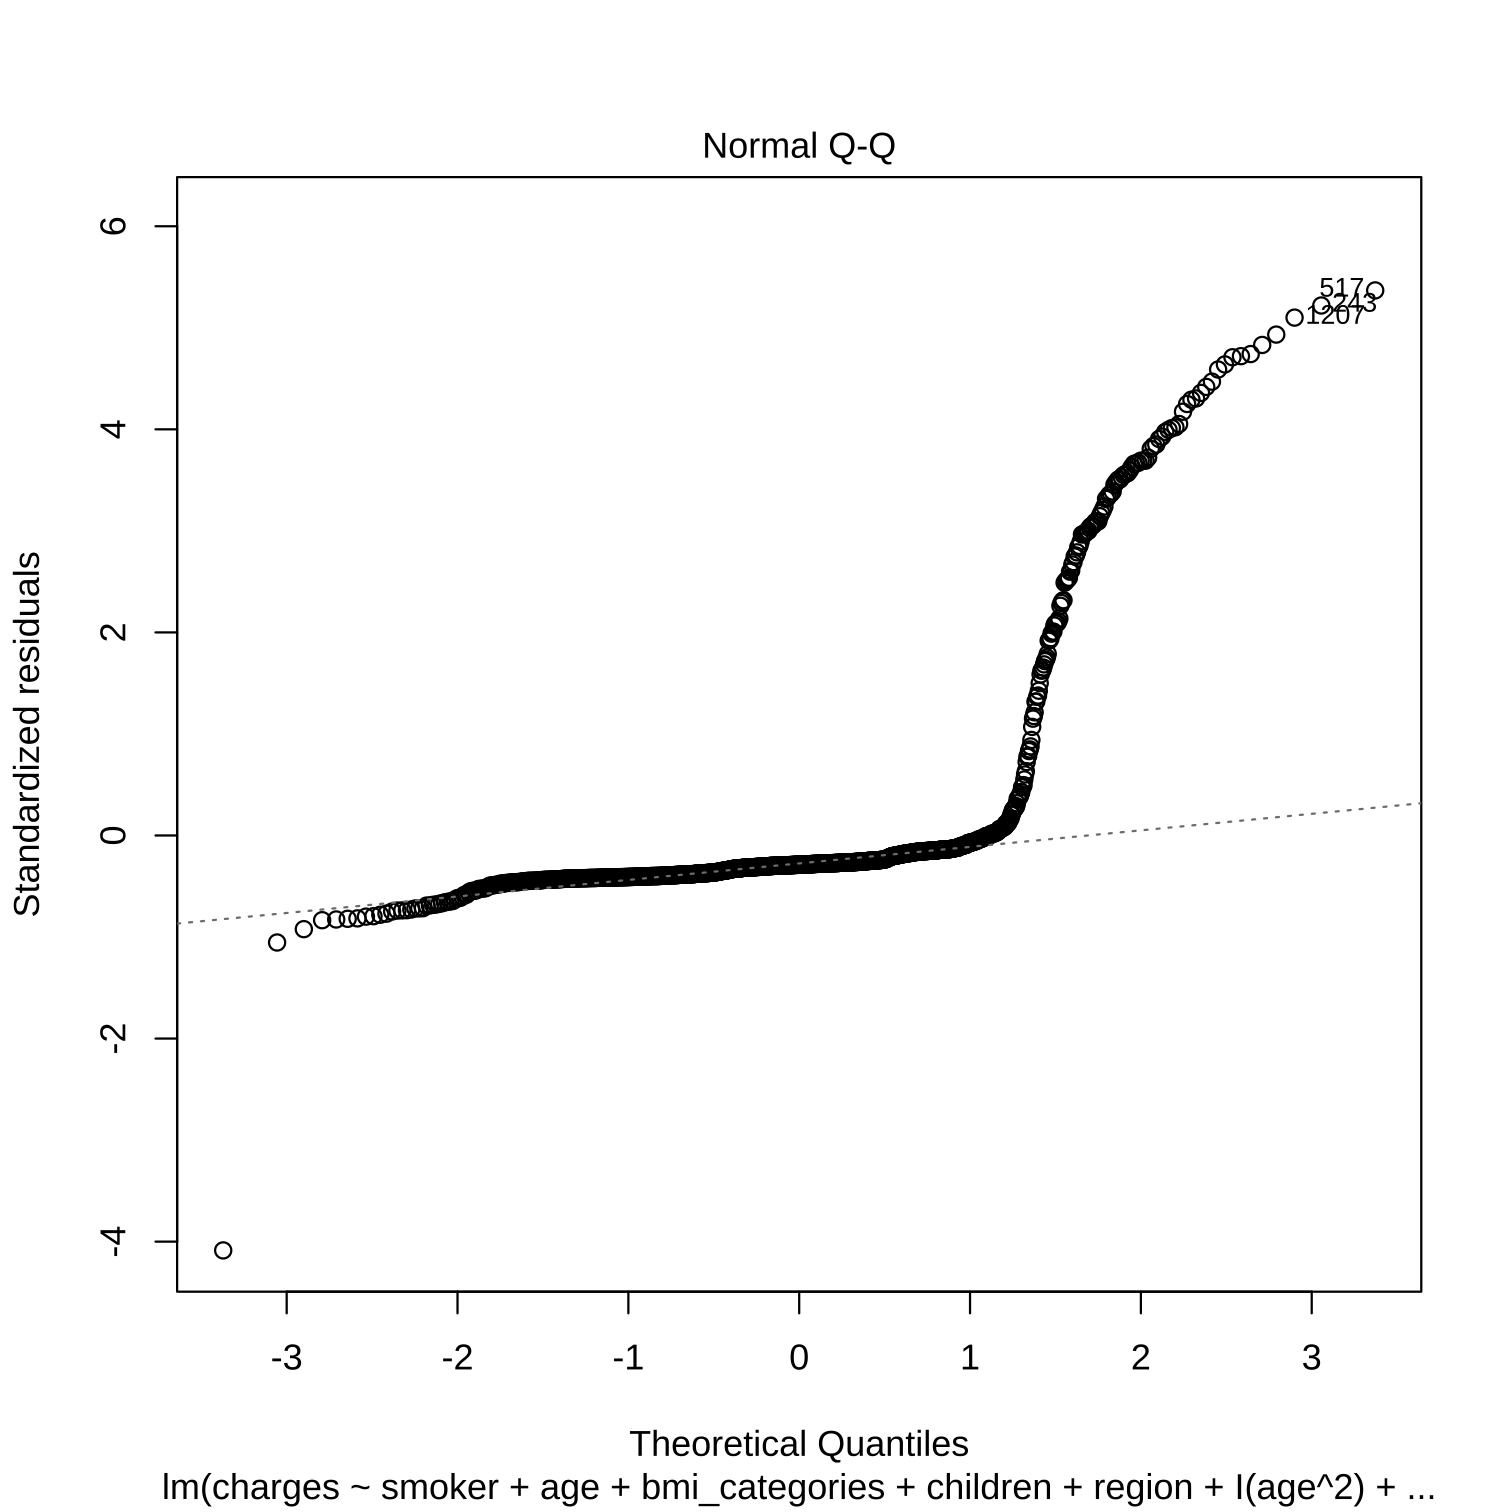 Normal Q-Q
Standardized residuals
6
4
2
0
-2
-4
517
243
1207
-3 -2 -1 0 1 2 3
Theoretical Quantiles
lm(charges ~ smoker + age + bmi_categories + children + region + I(age^2) + ...